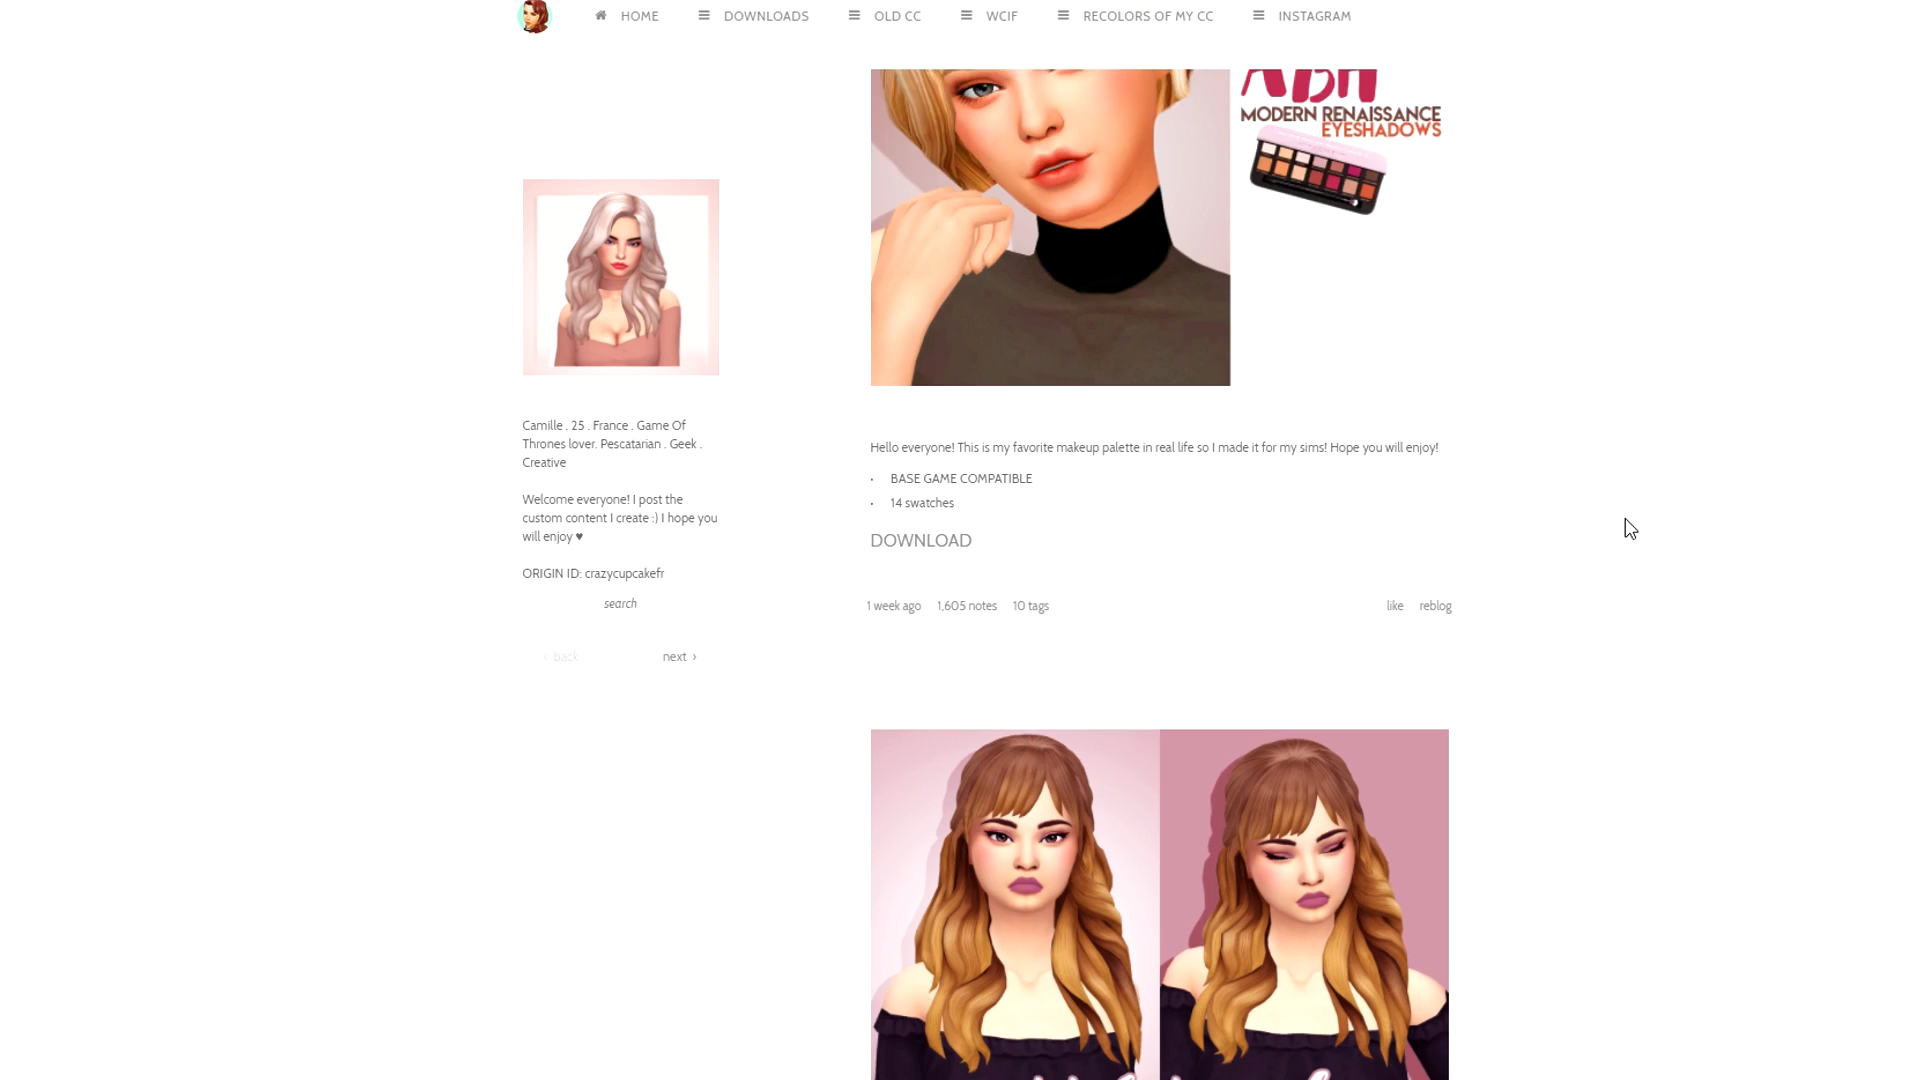 HOME
DOWNLOADS
OLD CC
WCIF
RECOLORS OF MY CC
INSTAGRAM
ABH
MODERN RENAISSANCE
EYESHADOWS
Camille . 25 . France . Game Of
Thrones lover. Pescatarian . Geek .
Creative
Welcome everyone! I post the
custom content I create :) I hope you
will enjoy ♥
ORIGIN ID: crazycupcakefr
search
‹ back
next ›
Hello everyone! This is my favorite makeup palette in real life so I made it for my sims! Hope you will enjoy!
• BASE GAME COMPATIBLE
• 14 swatches
DOWNLOAD
1 week ago 1,605 notes 10 tags
like reblog